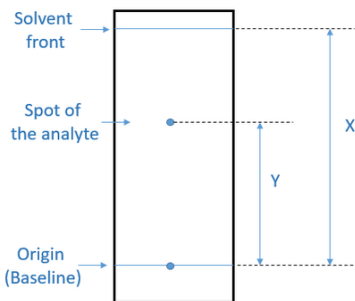 Solvent
front
Spot of
the analyte
X
Y
Origin
(Baseline)